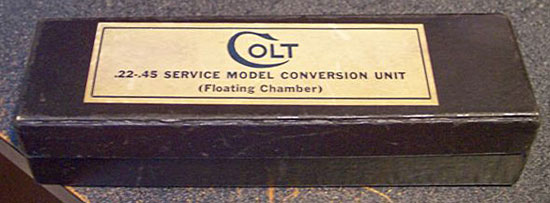 COLT
.22-.45 SERVICE MODEL CONVERSION UNIT
(Floating Chamber)